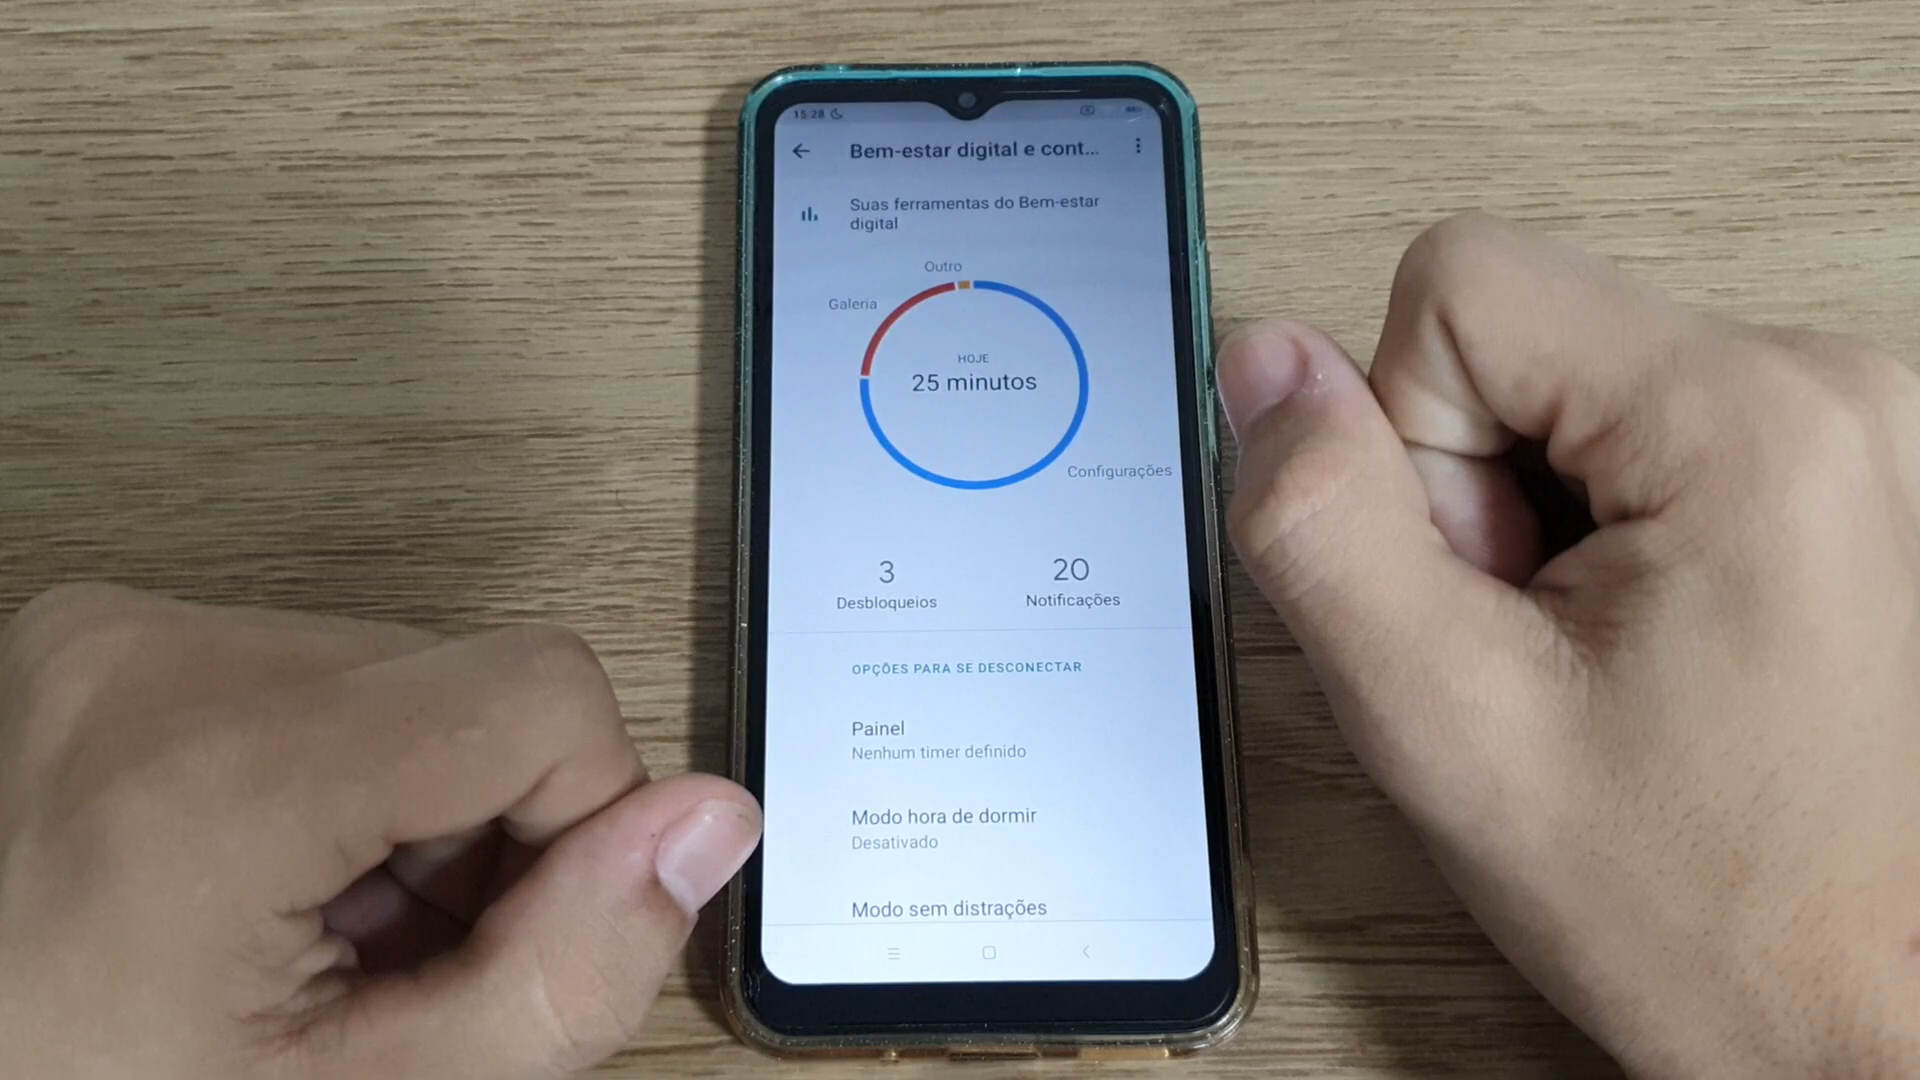 15:28
Bem-estar digital e cont...
Suas ferramentas do Bem-estar
digital
Outro
Galeria
HOJE
25 minutos
Configurações
3
20
Desbloqueios
Notificações
OPÇÕES PARA SE DESCONECTAR
Painel
Nenhum timer definido
Modo hora de dormir
Desativado
Modo sem distrações